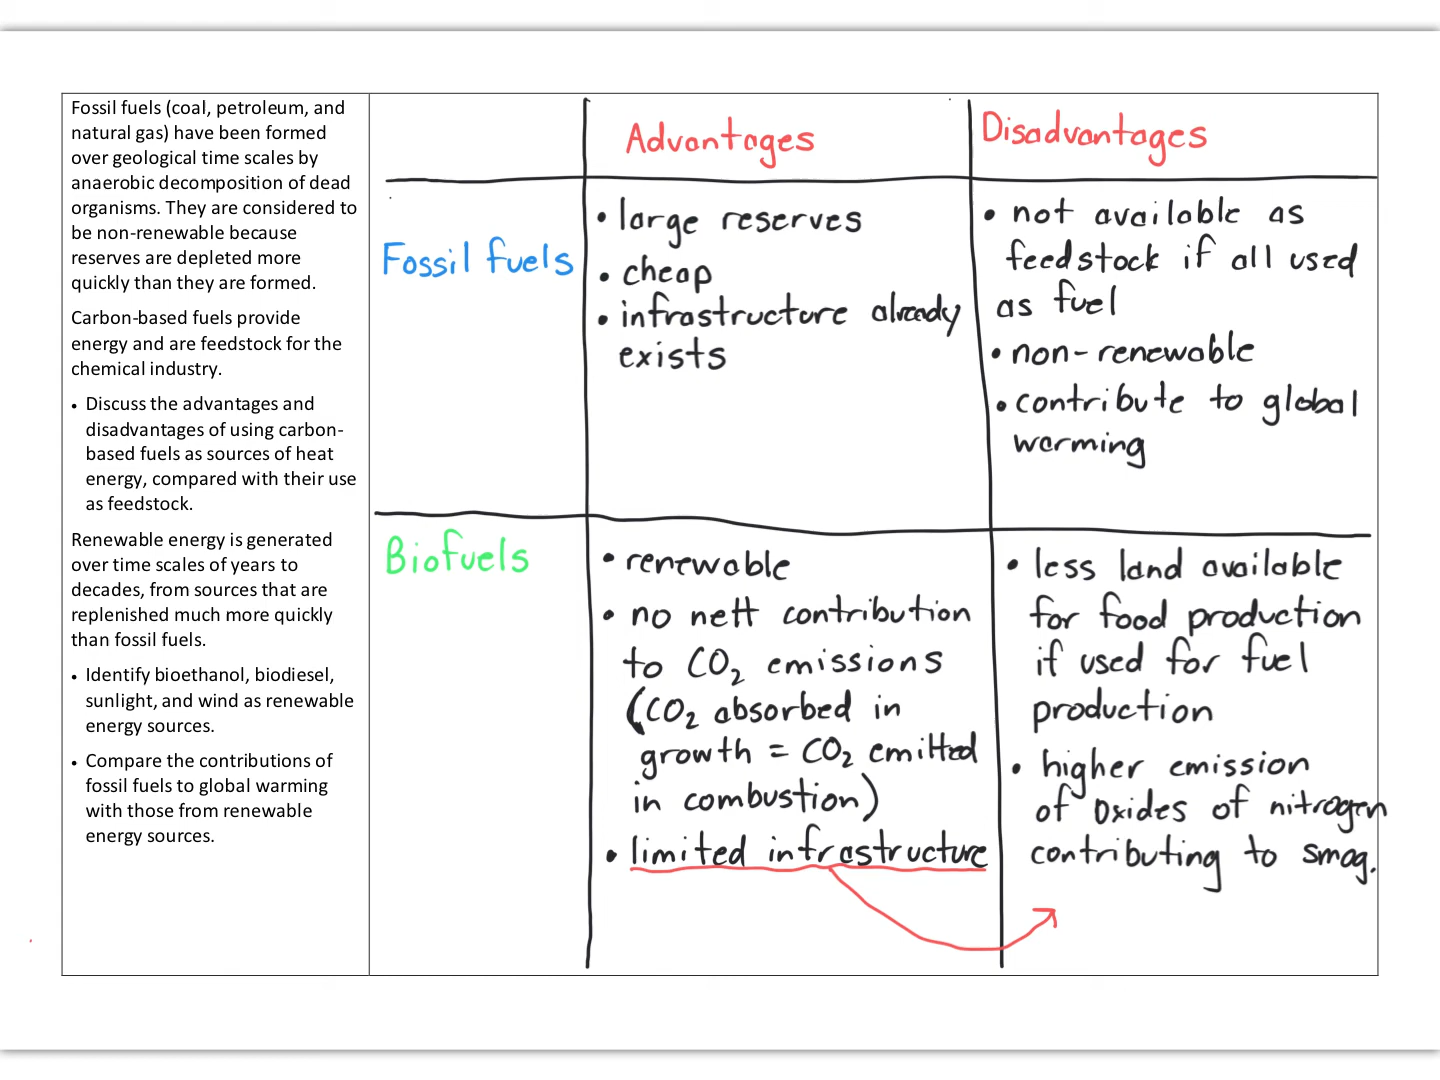 Fossil fuels (coal, petroleum, and
natural gas) have been formed
over geological time scales by
anaerobic decomposition of dead
organisms. They are considered to
be non-renewable because
reserves are depleted more
quickly than they are formed.
Carbon-based fuels provide
energy and are feedstock for the
chemical industry.
• Discuss the advantages and
disadvantages of using carbon-
based fuels as sources of heat
energy, compared with their use
as feedstock.
Renewable energy is generated
over time scales of years to
decades, from sources that are
replenished much more quickly
than fossil fuels.
• Identify bioethanol, biodiesel,
sunlight, and wind as renewable
energy sources.
• Compare the contributions of
fossil fuels to global warming
with those from renewable
energy sources.
Advantages
Disadvantages
Fossil fuels
• large reserves
• cheap
• infrastructure already
exists
• not available as
feedstock if all used
as fuel
• non-renewable
• contribute to global
warming
Biofuels
• renewable
• no nett contribution
to CO₂ emissions
(CO₂ absorbed in
growth = CO₂ emitted
in combustion)
• limited infrastructure
• less land available
for food production
if used for fuel
production
• higher emission
of oxides of nitrogen
contributing to smog.